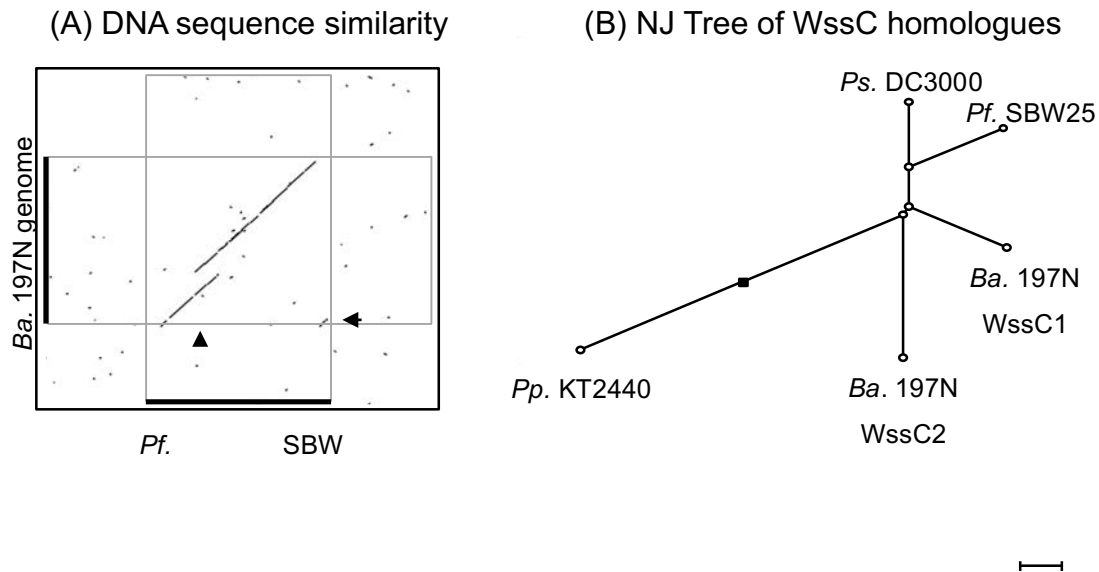 (A) DNA sequence similarity
Ba. 197N genome
Pf. SBW
(B) NJ Tree of WssC homologues
Ps. DC3000
Pf. SBW25
Ba. 197N
WssC1
Pp. KT2440
Ba. 197N
WssC2